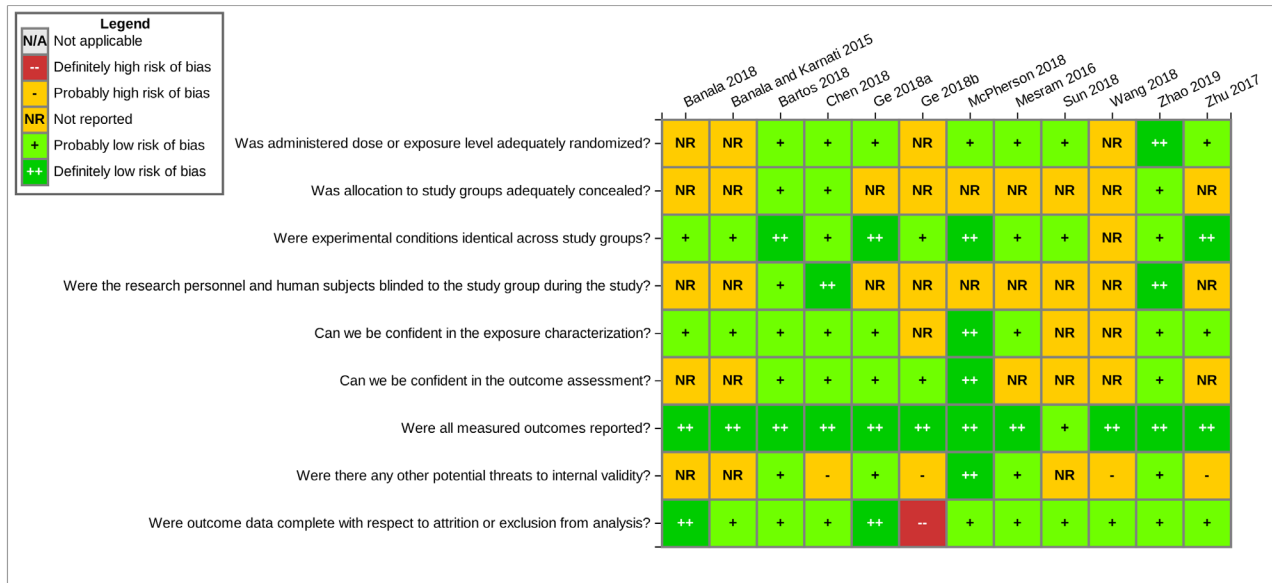 Legend
N/A Not applicable
-- Definitely high risk of bias
- Probably high risk of bias
NR Not reported
+ Probably low risk of bias
++ Definitely low risk of bias
Banala 2018
Banala and Karnati 2015
Bartos 2018
Chen 2018
Ge 2018a
Ge 2018b
McPherson 2018
Mesram 2016
Sun 2018
Wang 2018
Zhao 2019
Zhu 2017
Was administered dose or exposure level adequately randomized? NR NR + + + NR + + + NR ++ +
Was allocation to study groups adequately concealed? NR NR + + NR NR NR NR NR NR + NR
Were experimental conditions identical across study groups? + + ++ + ++ + ++ + + NR + ++
Were the research personnel and human subjects blinded to the study group during the study? NR NR + ++ NR NR NR NR NR NR ++ NR
Can we be confident in the exposure characterization? + + + + + NR ++ + NR NR + +
Can we be confident in the outcome assessment? NR NR + + + + ++ NR NR NR + NR
Were all measured outcomes reported? ++ ++ ++ ++ ++ ++ ++ ++ + ++ ++ ++
Were there any other potential threats to internal validity? NR NR + - + - ++ + NR - + -
Were outcome data complete with respect to attrition or exclusion from analysis? ++ + + + ++ -- + + + + + +